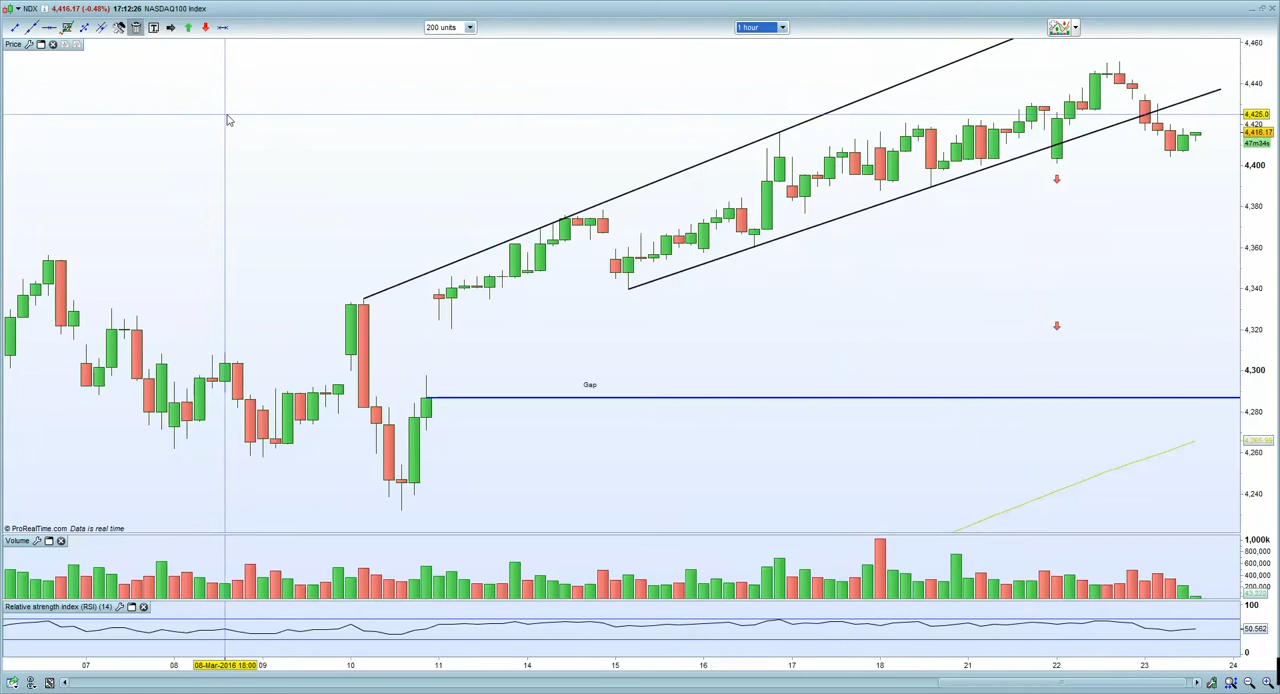 NDX 4,416.17 (-0.48%) 17:12:26 NASDAQ100 Index
200 units
1 hour
Price
4,460
4,440
4,425.0
4,420
4,416.17
47m34s
4,400
4,380
4,360
4,340
4,320
4,300
Gap
4,280
4,260
4,240
© ProRealTime.com Data is real time
Volume
1,000k
800,000
600,000
400,000
200,000
Relative strength index (RSI) (14)
100
50.562
0
07 08 08-Mar-2016 18:00 09 10 11 14 15 16 17 18 21 22 23 24